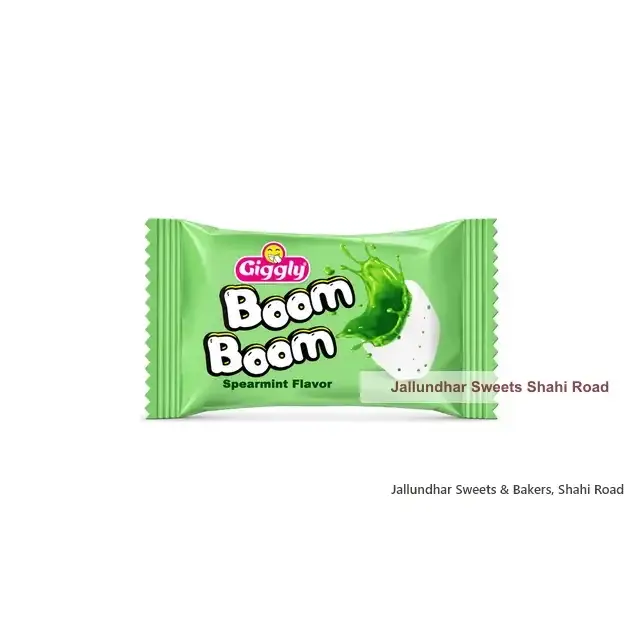 Giggly
Boom
Boom
Spearmint Flavor
Jallundhar Sweets Shahi Road
Jallundhar Sweets & Bakers, Shahi Road